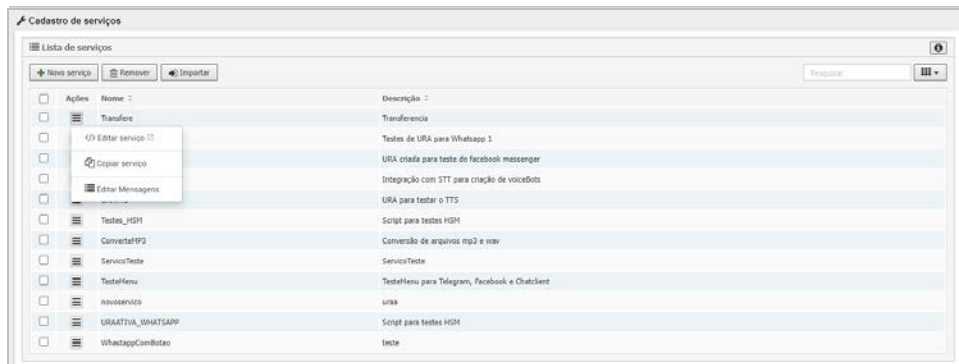 Cadastro de serviços
Lista de serviços
Novo serviço Remover Importar Pesquisar
Ações Nome Descrição
Transfere Transferencia
Editar serviço Testes de URA para Whatsapp 1
Copiar serviço URA criada para teste do facebook messenger
Integração com STT para criação de voiceBots
Editar Mensagens
URA para testar o TTS
Testes_HSM Script para testes HSM
ConverteMP3 Conversão de arquivos mp3 e wav
ServicoTeste ServicoTeste
TesteMenu TesteMenu para Telegram, Facebook e Chatclient
novoservico uraa
URAATIVA_WHATSAPP Script para testes HSM
WhastappComBotao teste